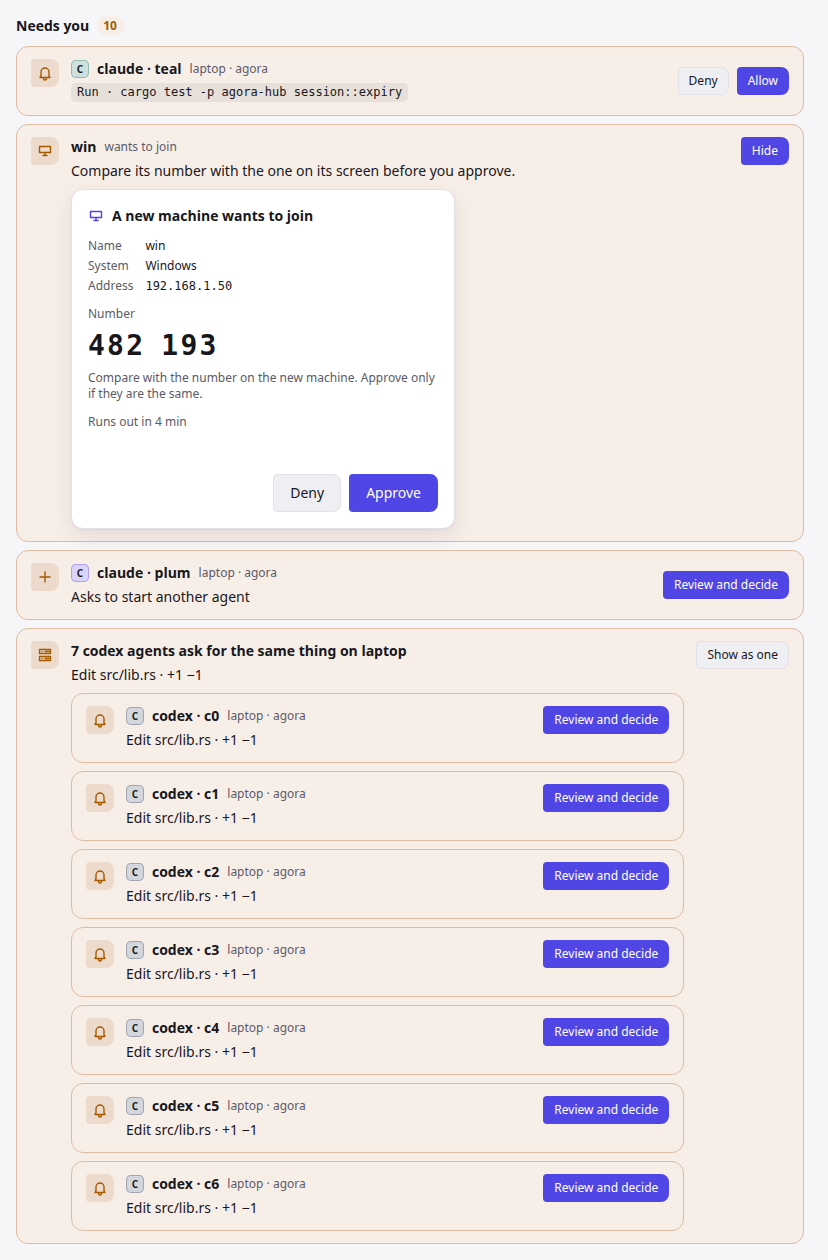 Needs you 10
C claude · teal laptop · agora
Run · cargo test -p agora-hub session::expiry
Deny Allow
win wants to join
Hide
Compare its number with the one on its screen before you approve.
A new machine wants to join
Name win
System Windows
Address 192.168.1.50
Number
482 193
Compare with the number on the new machine. Approve only
if they are the same.
Runs out in 4 min
Deny Approve
C claude · plum laptop · agora
Asks to start another agent
Review and decide
7 codex agents ask for the same thing on laptop
Show as one
Edit src/lib.rs · +1 −1
C codex · c0 laptop · agora
Review and decide
Edit src/lib.rs · +1 −1
C codex · c1 laptop · agora
Review and decide
Edit src/lib.rs · +1 −1
C codex · c2 laptop · agora
Review and decide
Edit src/lib.rs · +1 −1
C codex · c3 laptop · agora
Review and decide
Edit src/lib.rs · +1 −1
C codex · c4 laptop · agora
Review and decide
Edit src/lib.rs · +1 −1
C codex · c5 laptop · agora
Review and decide
Edit src/lib.rs · +1 −1
C codex · c6 laptop · agora
Review and decide
Edit src/lib.rs · +1 −1